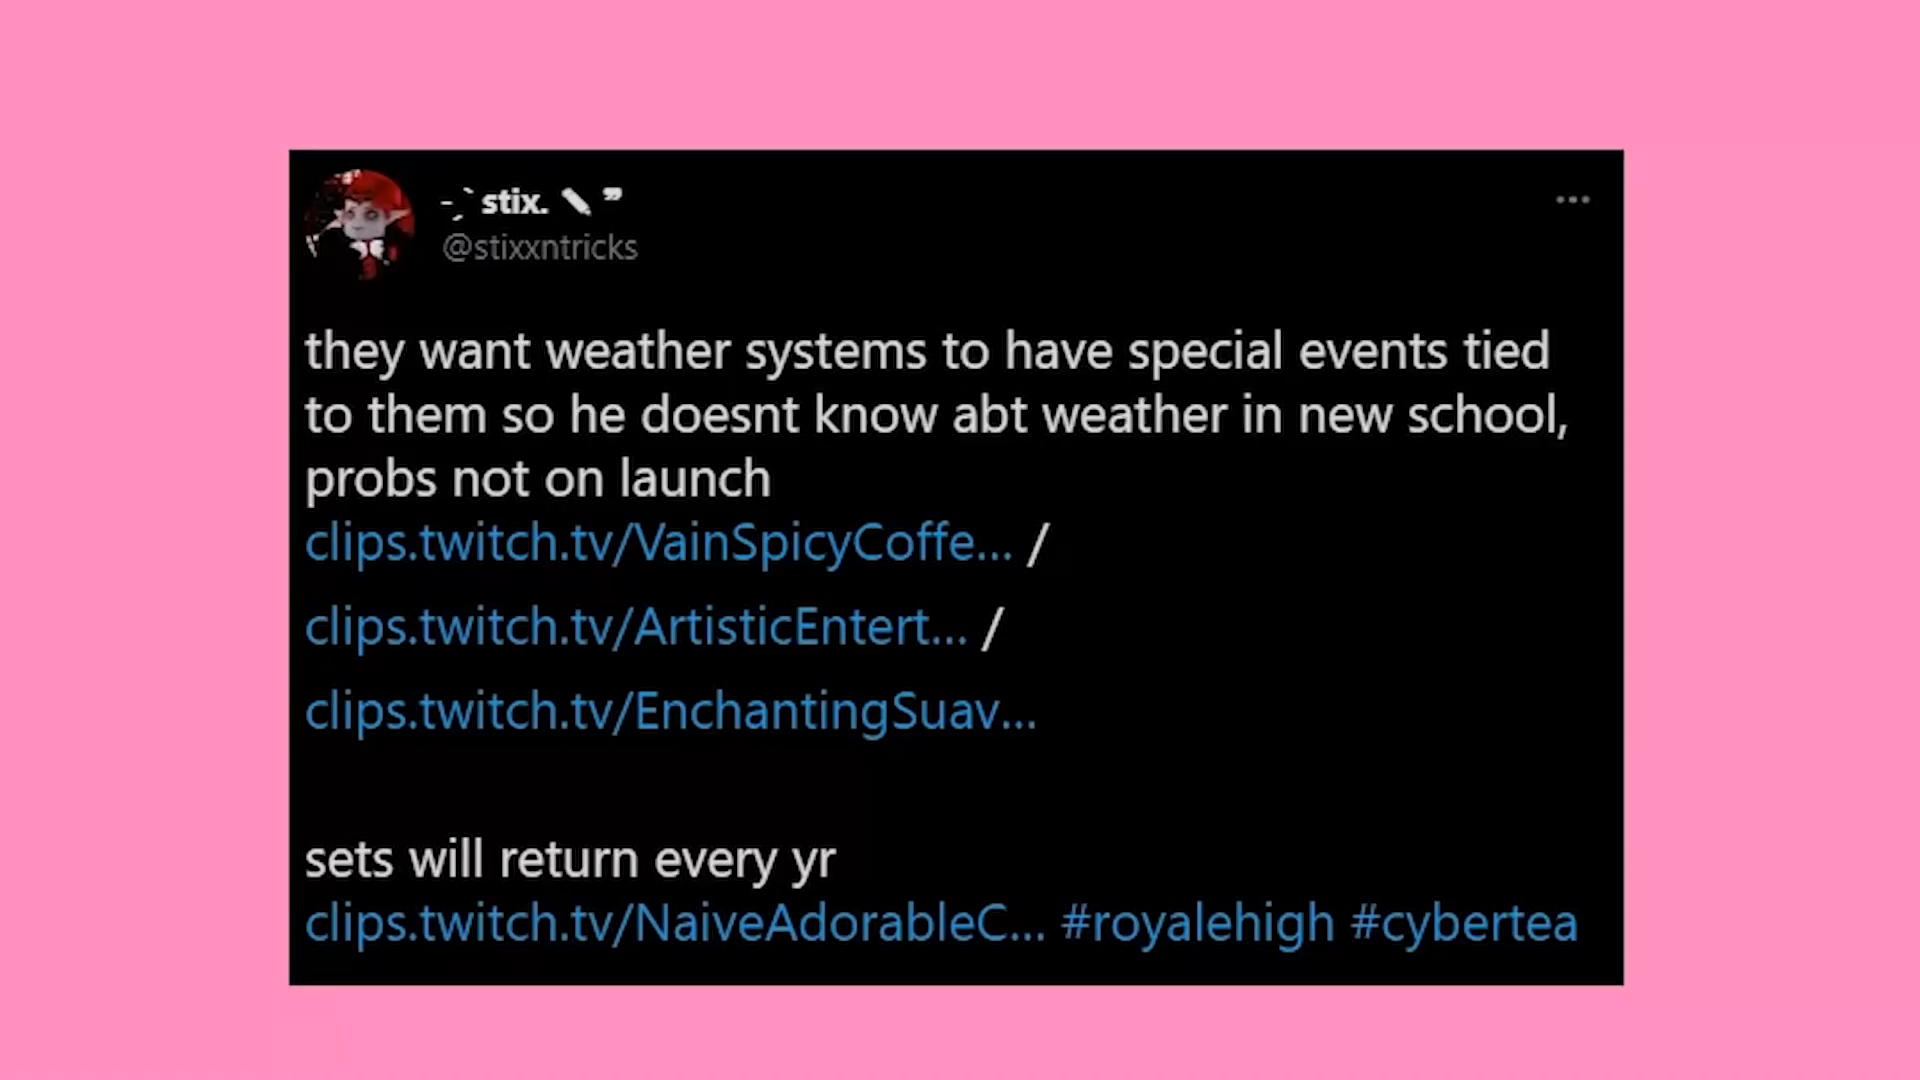 -ˏˋ stix. ✎ ❞
@stixxntricks
they want weather systems to have special events tied
to them so he doesnt know abt weather in new school,
probs not on launch
clips.twitch.tv/VainSpicyCoffe... /
clips.twitch.tv/ArtisticEntert... /
clips.twitch.tv/EnchantingSuav...
sets will return every yr
clips.twitch.tv/NaiveAdorableC... #royalehigh #cybertea